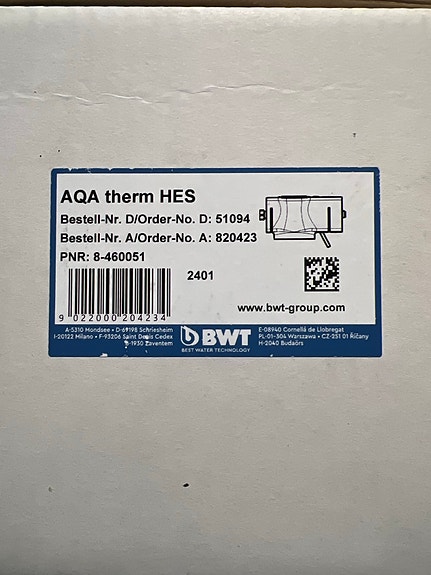 AQA therm HES
Bestell-Nr. D/Order-No. D: 51094
Bestell-Nr. A/Order-No. A: 820423
PNR: 8-460051
2401
9 022000 204234
www.bwt-group.com
A-5310 Mondsee • D-69198 Schriesheim
I-20122 Milano • F-93206 Saint Denis Cedex
B-1930 Zaventem
BWT
BEST WATER TECHNOLOGY
E-08940 Cornellá de Llobregat
PL-01-304 Warszawa • CZ-251 01 Říčany
H-2040 Budaörs